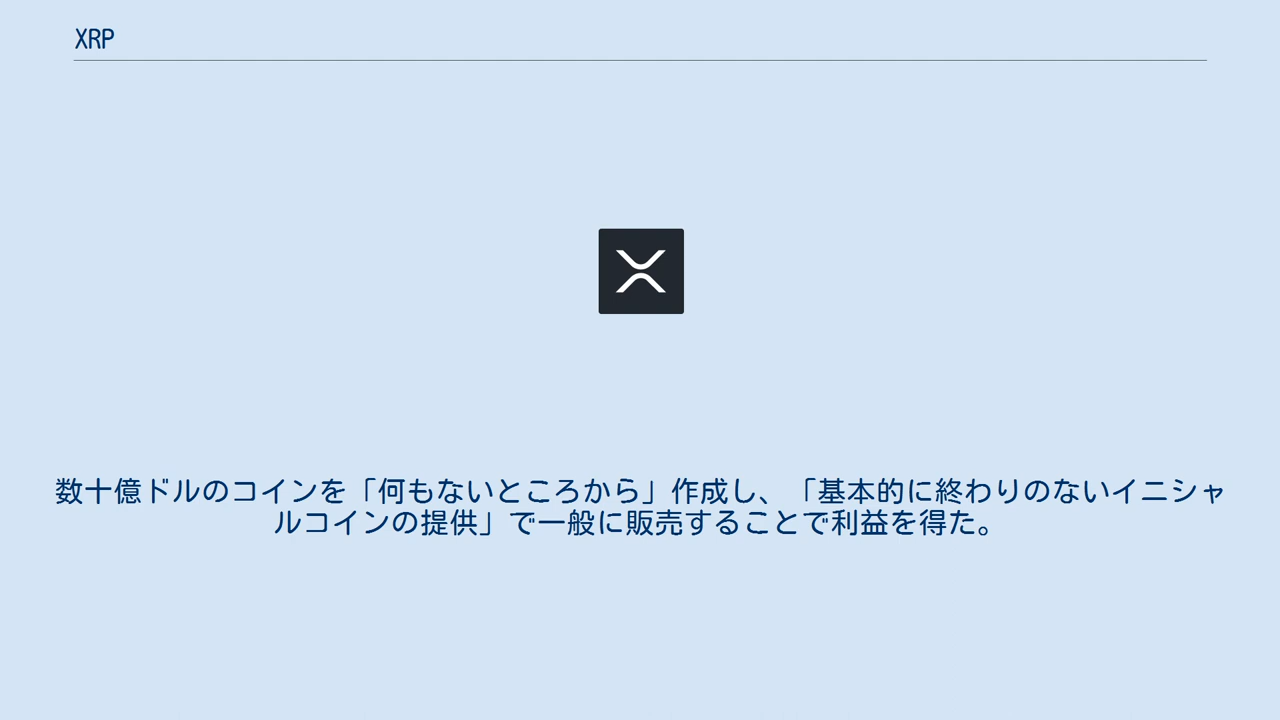 XRP
数十億ドルのコインを「何もないところから」作成し、「基本的に終わりのないイニシャ
ルコインの提供」で一般に販売することで利益を得た。